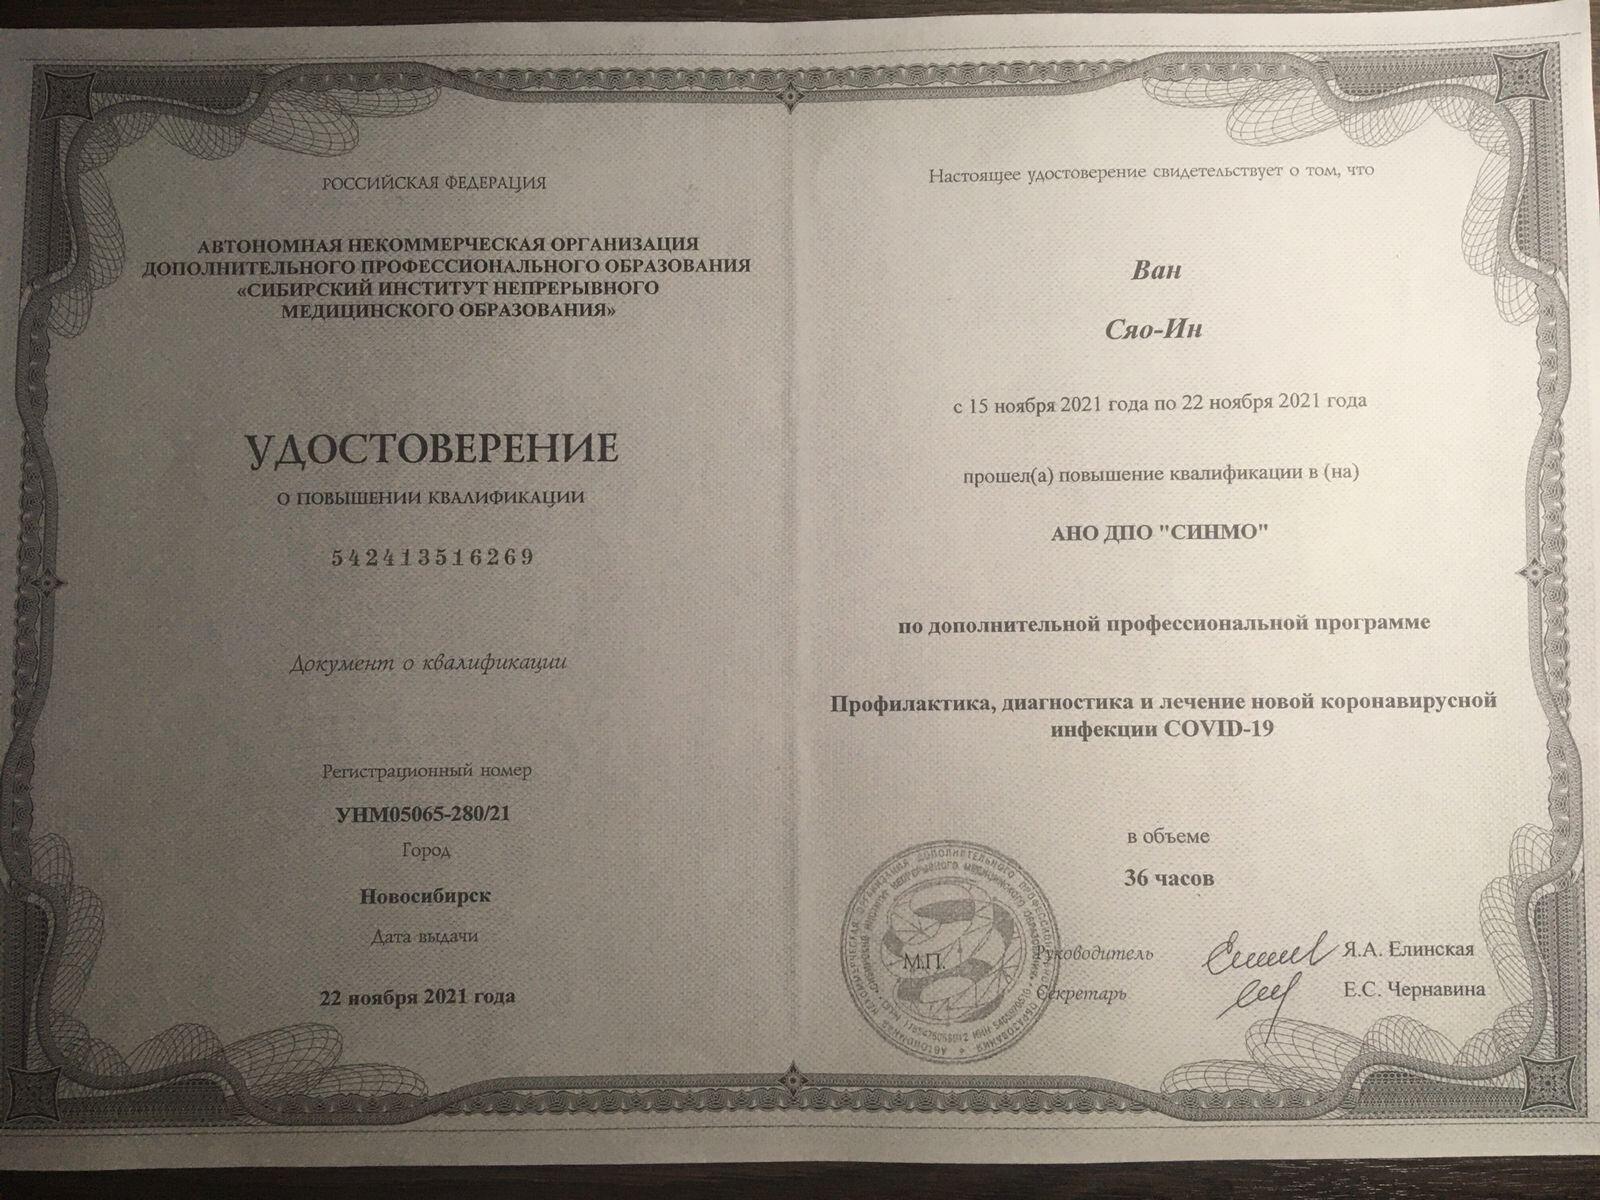 РОССИЙСКАЯ ФЕДЕРАЦИЯ
АВТОНОМНАЯ НЕКОММЕРЧЕСКАЯ ОРГАНИЗАЦИЯ
ДОПОЛНИТЕЛЬНОГО ПРОФЕССИОНАЛЬНОГО ОБРАЗОВАНИЯ
«СИБИРСКИЙ ИНСТИТУТ НЕПРЕРЫВНОГО
МЕДИЦИНСКОГО ОБРАЗОВАНИЯ»
УДОСТОВЕРЕНИЕ
О ПОВЫШЕНИИ КВАЛИФИКАЦИИ
542413516269
Документ о квалификации
Регистрационный номер
УНМ05065-280/21
Город
Новосибирск
Дата выдачи
22 ноября 2021 года
Настоящее удостоверение свидетельствует о том, что
Ван
Сяо-Ин
с 15 ноября 2021 года по 22 ноября 2021 года
прошел(а) повышение квалификации в (на)
АНО ДПО "СИНМО"
по дополнительной профессиональной программе
Профилактика, диагностика и лечение новой коронавирусной
инфекции COVID-19
в объеме
36 часов
М.П.
Руководитель
Я.А. Елинская
Секретарь
Е.С. Чернавина